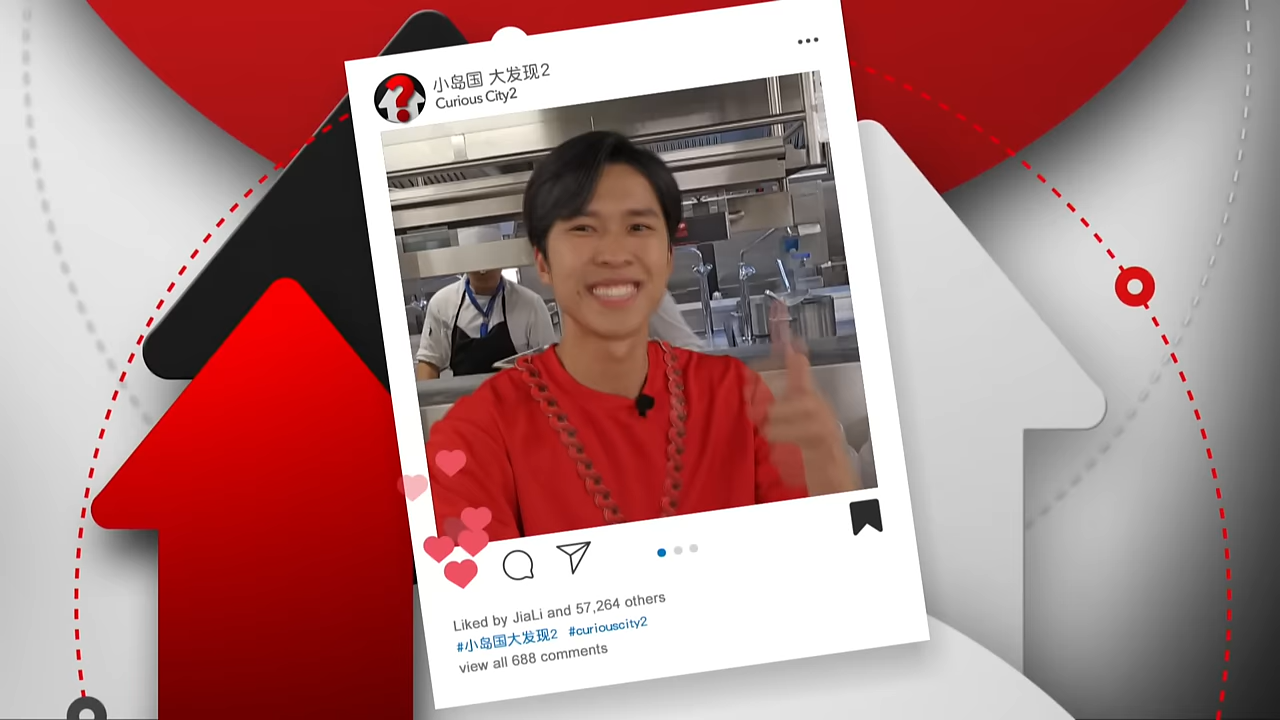 小岛国 大发现2
Curious City2
Liked by JiaLi and 57,264 others
#小岛国大发现2 #curiouscity2
view all 688 comments